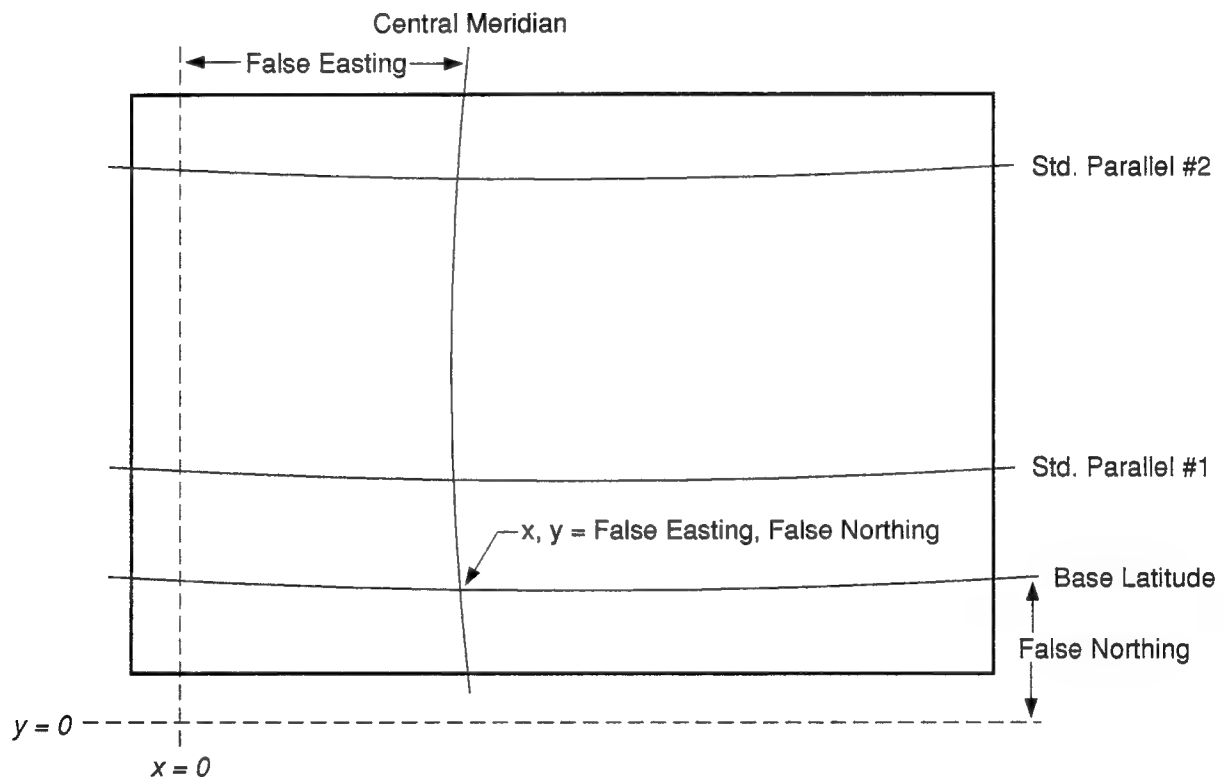 Central Meridian
False Easting
Std. Parallel #2
Std. Parallel #1
x, y = False Easting, False Northing
Base Latitude
False Northing
y = 0
x = 0